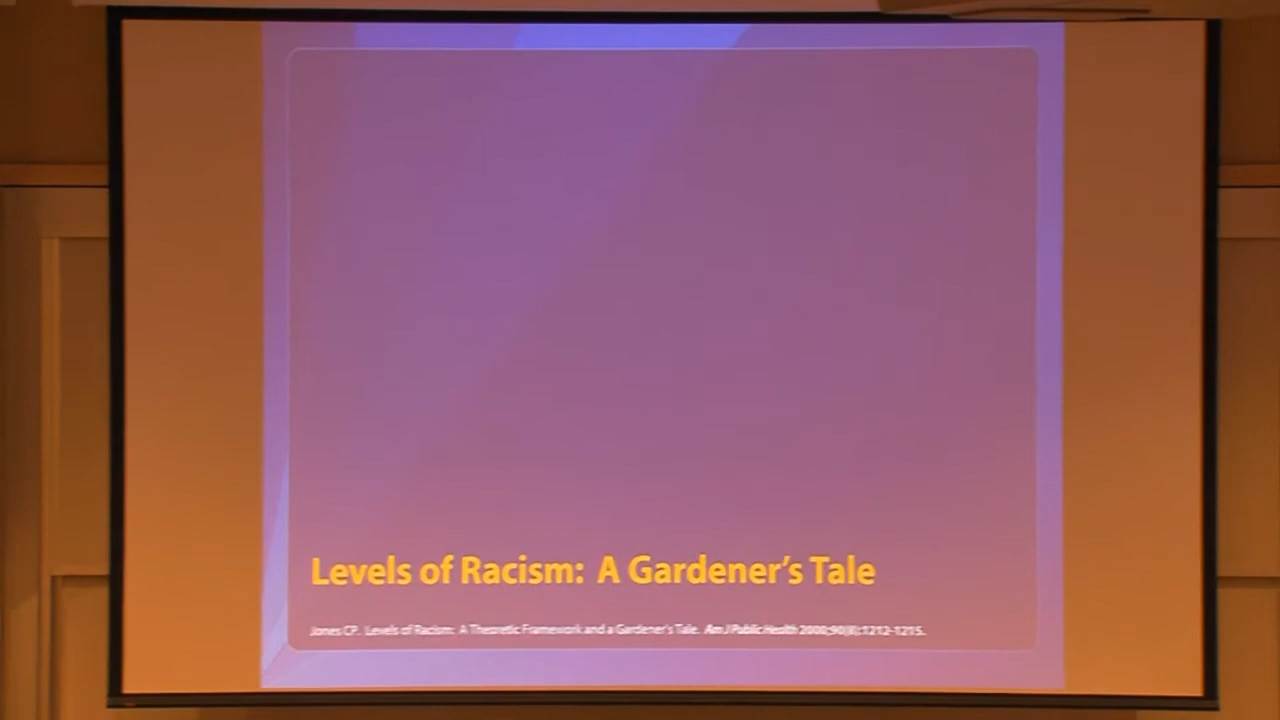 Levels of Racism: A Gardener's Tale
Jones CP. Levels of Racism: A Theoretic Framework and a Gardener's Tale. Am J Public Health 2000;90(8):1212-1215.